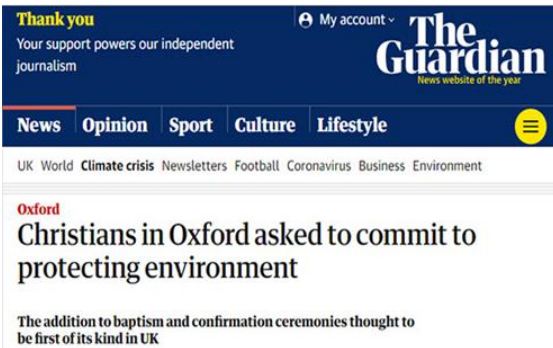 Thank you
Your support powers our independent
journalism
My account
The
Guardian
News website of the year
News Opinion Sport Culture Lifestyle
UK World Climate crisis Newsletters Football Coronavirus Business Environment
Oxford
Christians in Oxford asked to commit to
protecting environment
The addition to baptism and confirmation ceremonies thought to
be first of its kind in UK